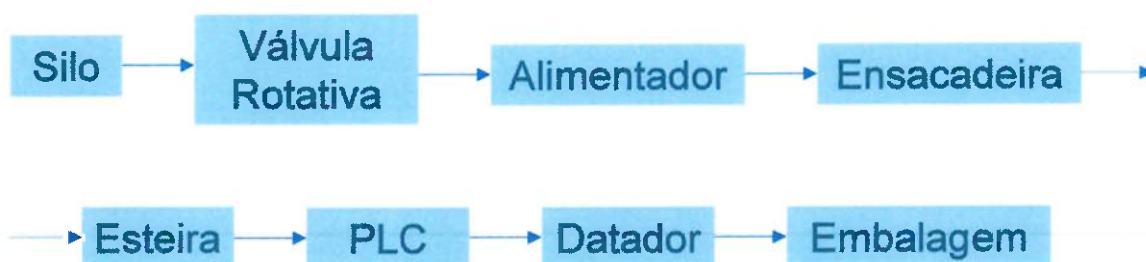 Silo
Válvula
Rotativa
Alimentador
Ensacadeira
Esteira
PLC
Datador
Embalagem